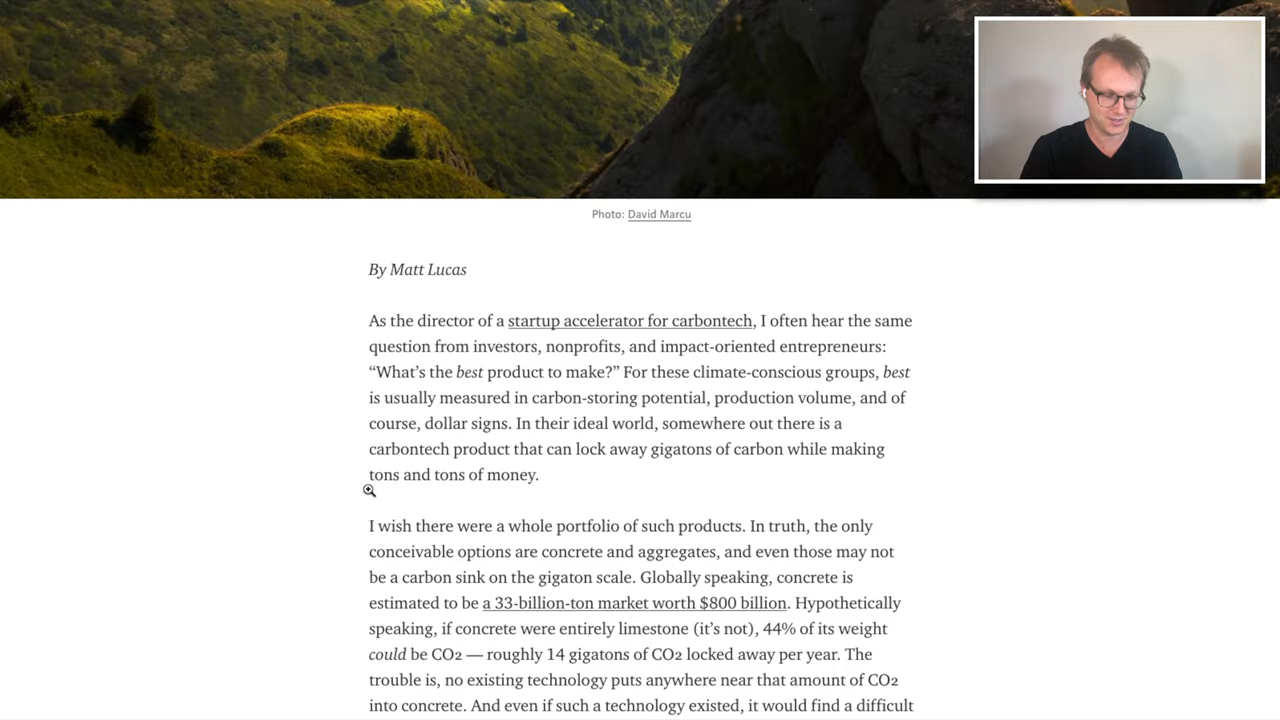 Photo: David Marcu
By Matt Lucas
As the director of a startup accelerator for carbontech, I often hear the same
question from investors, nonprofits, and impact-oriented entrepreneurs:
“What’s the best product to make?” For these climate-conscious groups, best
is usually measured in carbon-storing potential, production volume, and of
course, dollar signs. In their ideal world, somewhere out there is a
carbontech product that can lock away gigatons of carbon while making
tons and tons of money.
I wish there were a whole portfolio of such products. In truth, the only
conceivable options are concrete and aggregates, and even those may not
be a carbon sink on the gigaton scale. Globally speaking, concrete is
estimated to be a 33-billion-ton market worth $800 billion. Hypothetically
speaking, if concrete were entirely limestone (it’s not), 44% of its weight
could be CO2 — roughly 14 gigatons of CO2 locked away per year. The
trouble is, no existing technology puts anywhere near that amount of CO2
into concrete. And even if such a technology existed, it would find a difficult